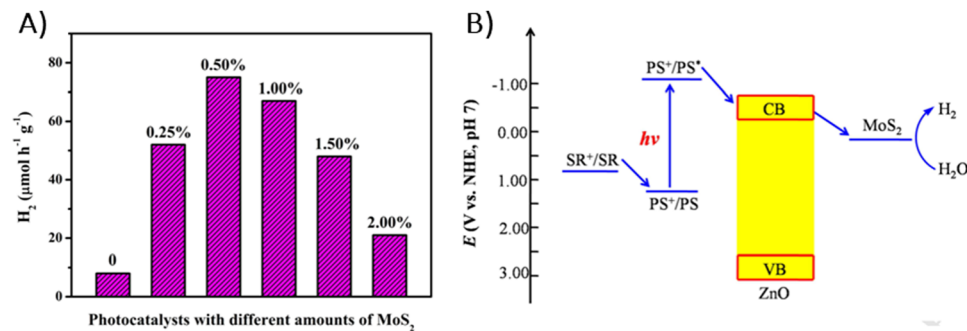 A)
H₂ (μmol h⁻¹ g⁻¹)
80
60
40
20
0
0
0.25%
0.50%
1.00%
1.50%
2.00%
Photocatalysts with different amounts of MoS₂
B)
E (V vs. NHE, pH 7)
-1.00
0.00
1.00
2.00
3.00
SR⁺/SR
PS⁺/PS*
hν
PS⁺/PS
CB
VB
ZnO
MoS₂
H₂
H₂O